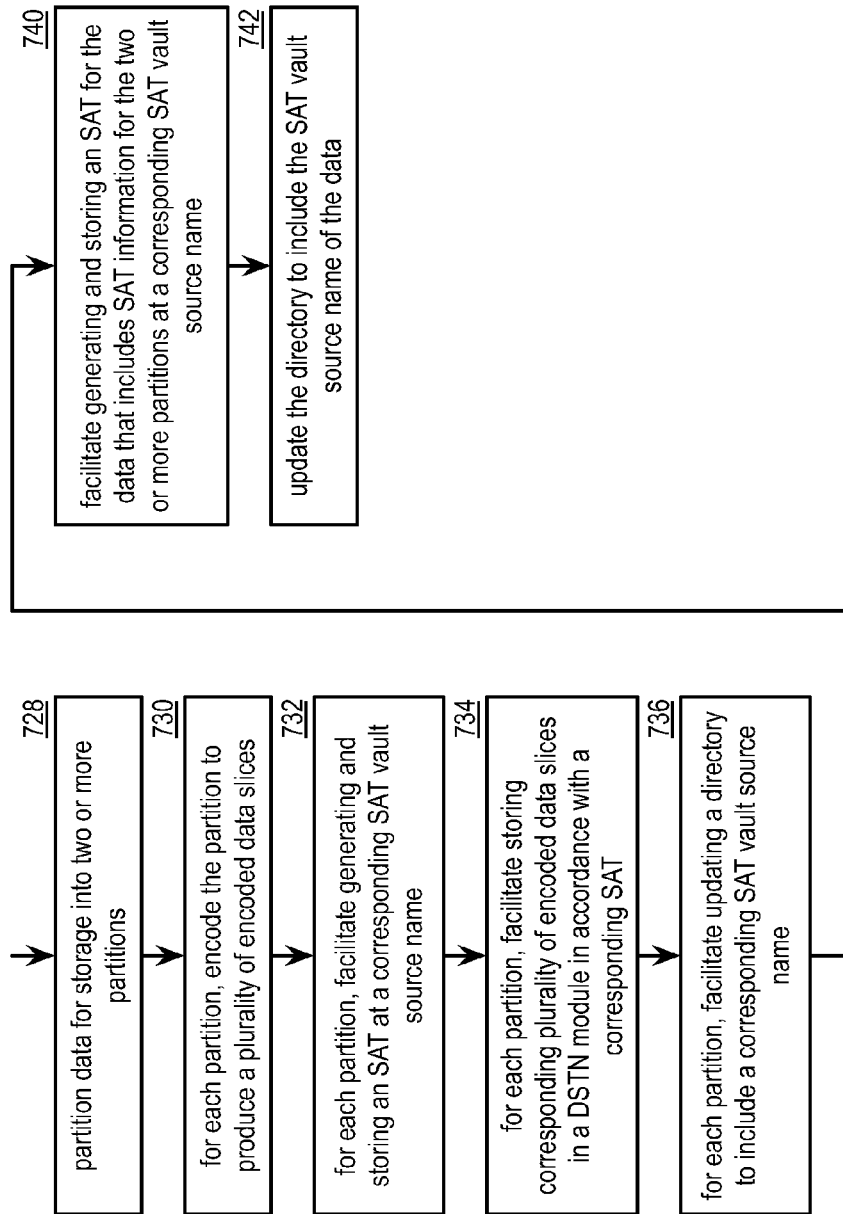 728
partition data for storage into two or more
partitions
730
for each partition, encode the partition to
produce a plurality of encoded data slices
732
for each partition, facilitate generating and
storing an SAT at a corresponding SAT vault
source name
734
for each partition, facilitate storing
corresponding plurality of encoded data slices
in a DSTN module in accordance with a
corresponding SAT
736
for each partition, facilitate updating a directory
to include a corresponding SAT vault source
name
740
facilitate generating and storing an SAT for the
data that includes SAT information for the two
or more partitions at a corresponding SAT vault
source name
742
update the directory to include the SAT vault
source name of the data